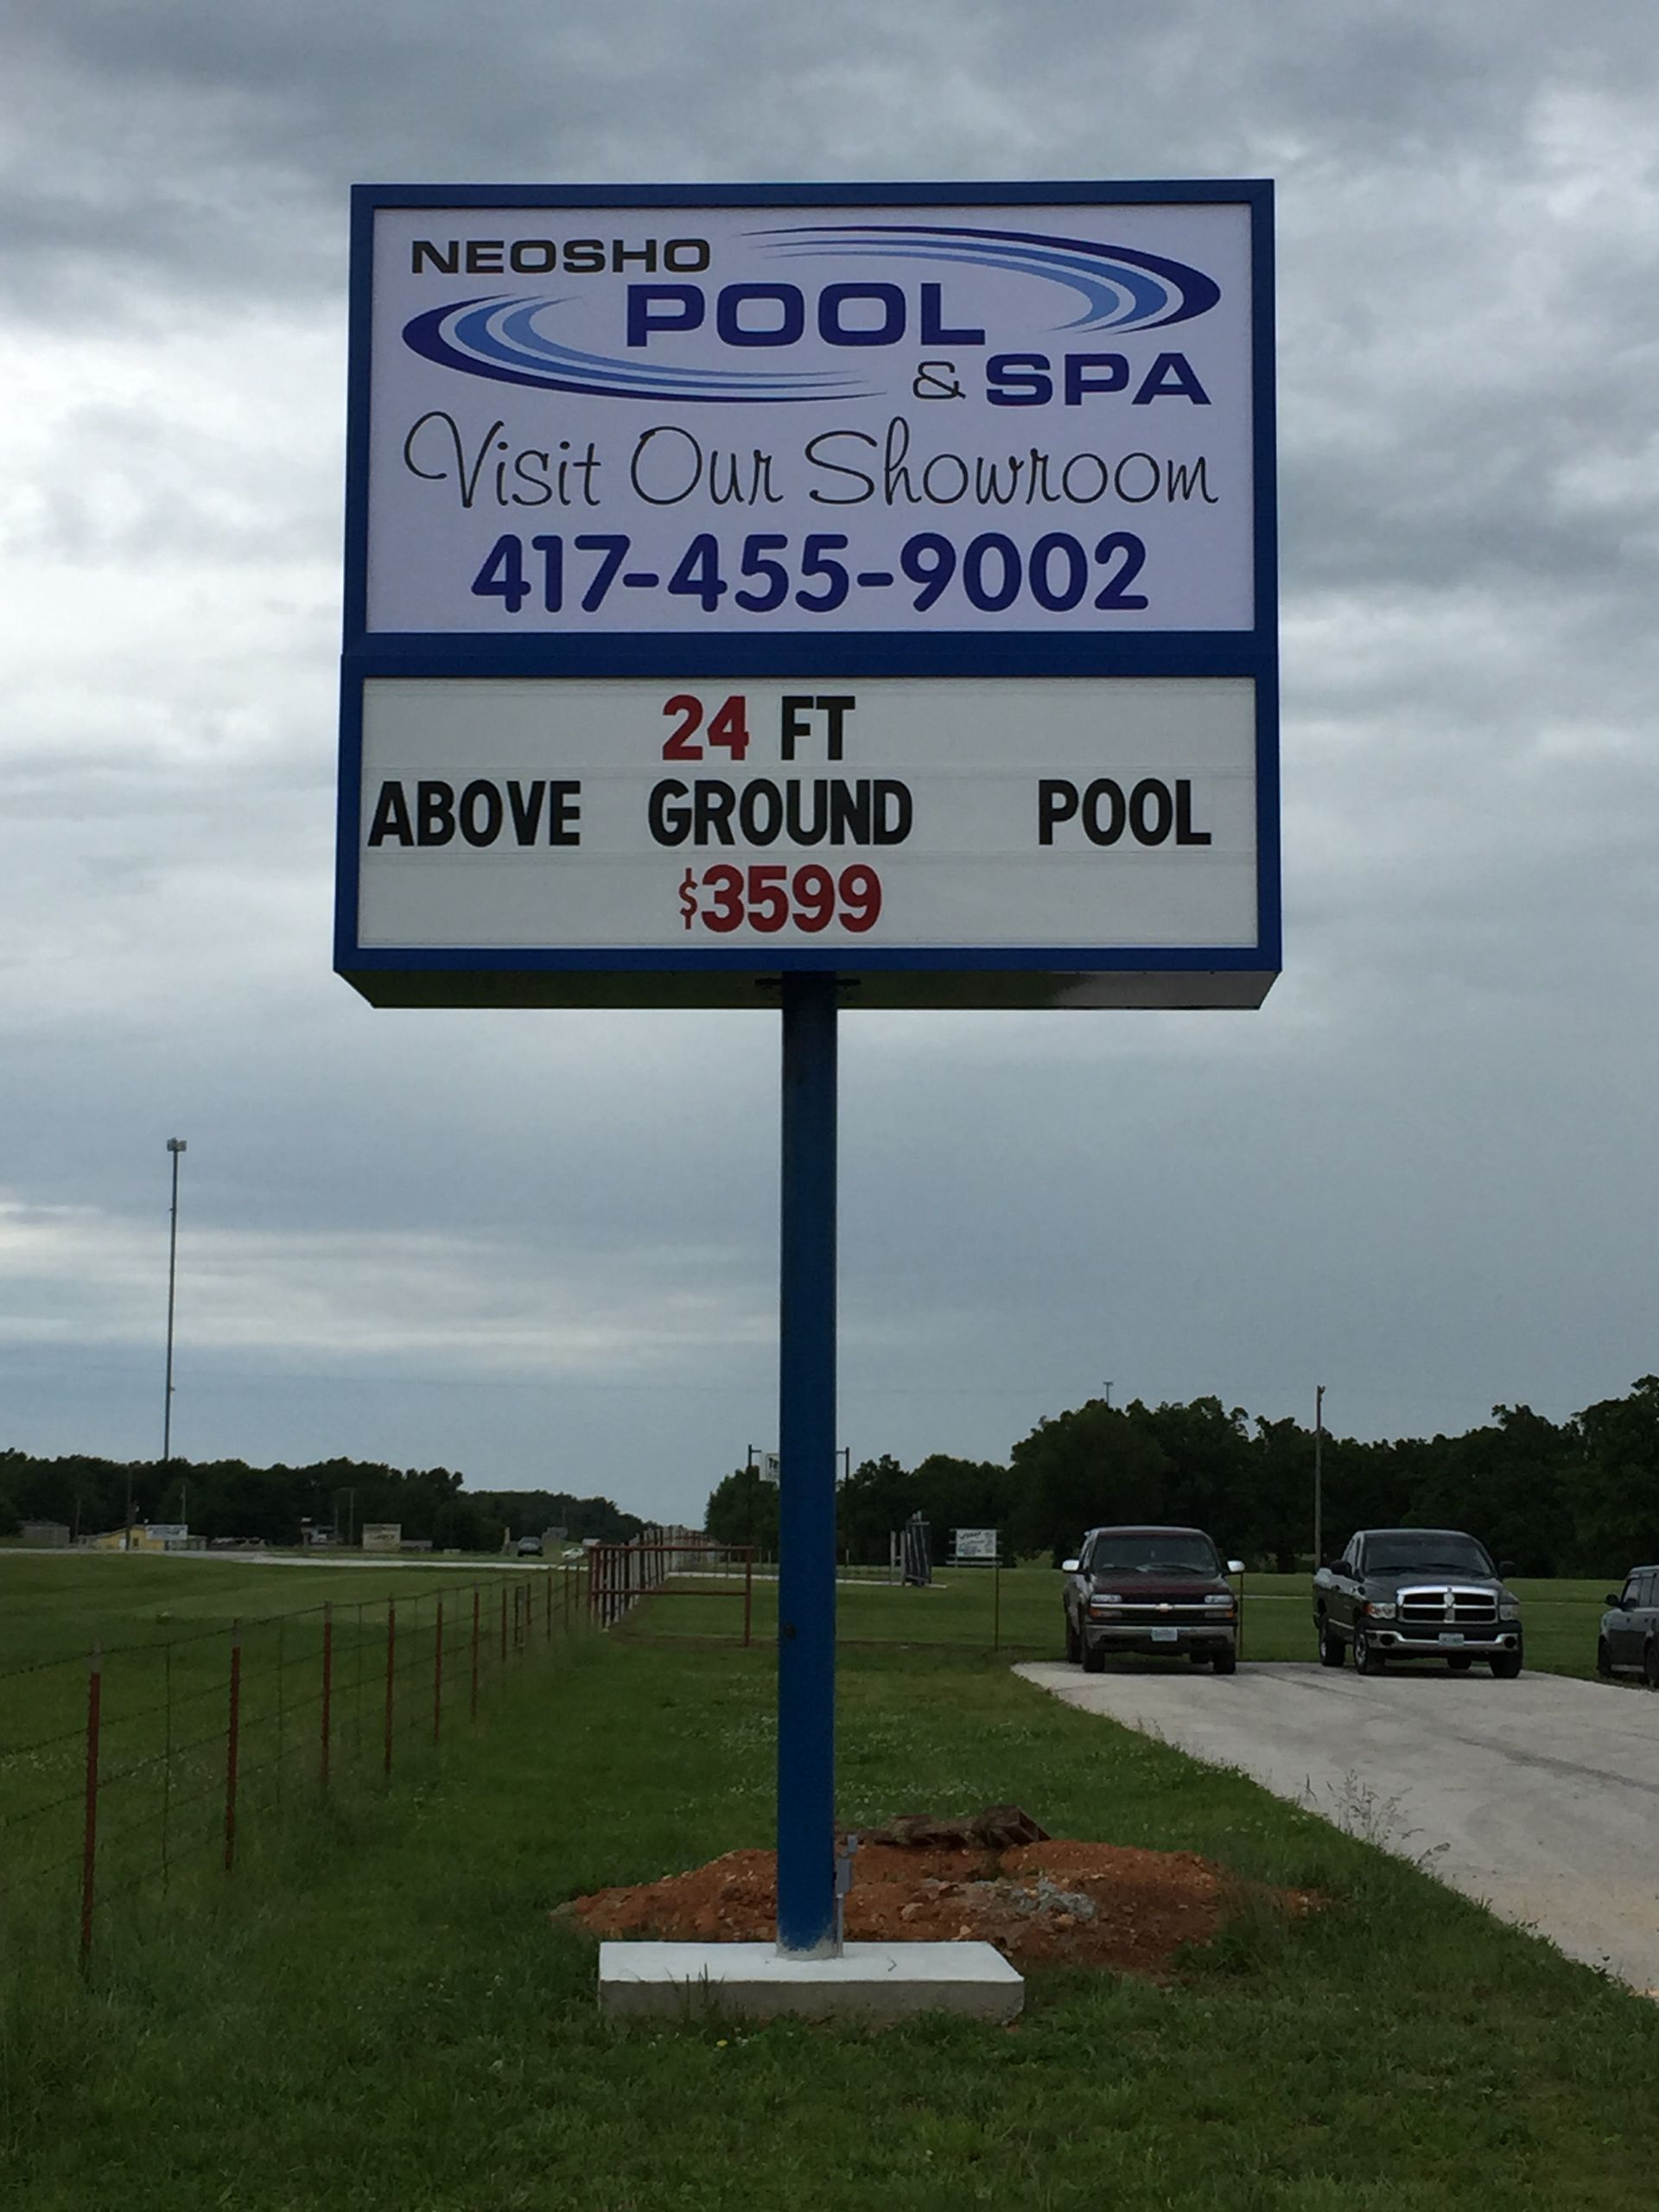 NEOSHO
POOL
& SPA
Visit Our Showroom
417-455-9002
24 FT
ABOVE GROUND POOL
$3599